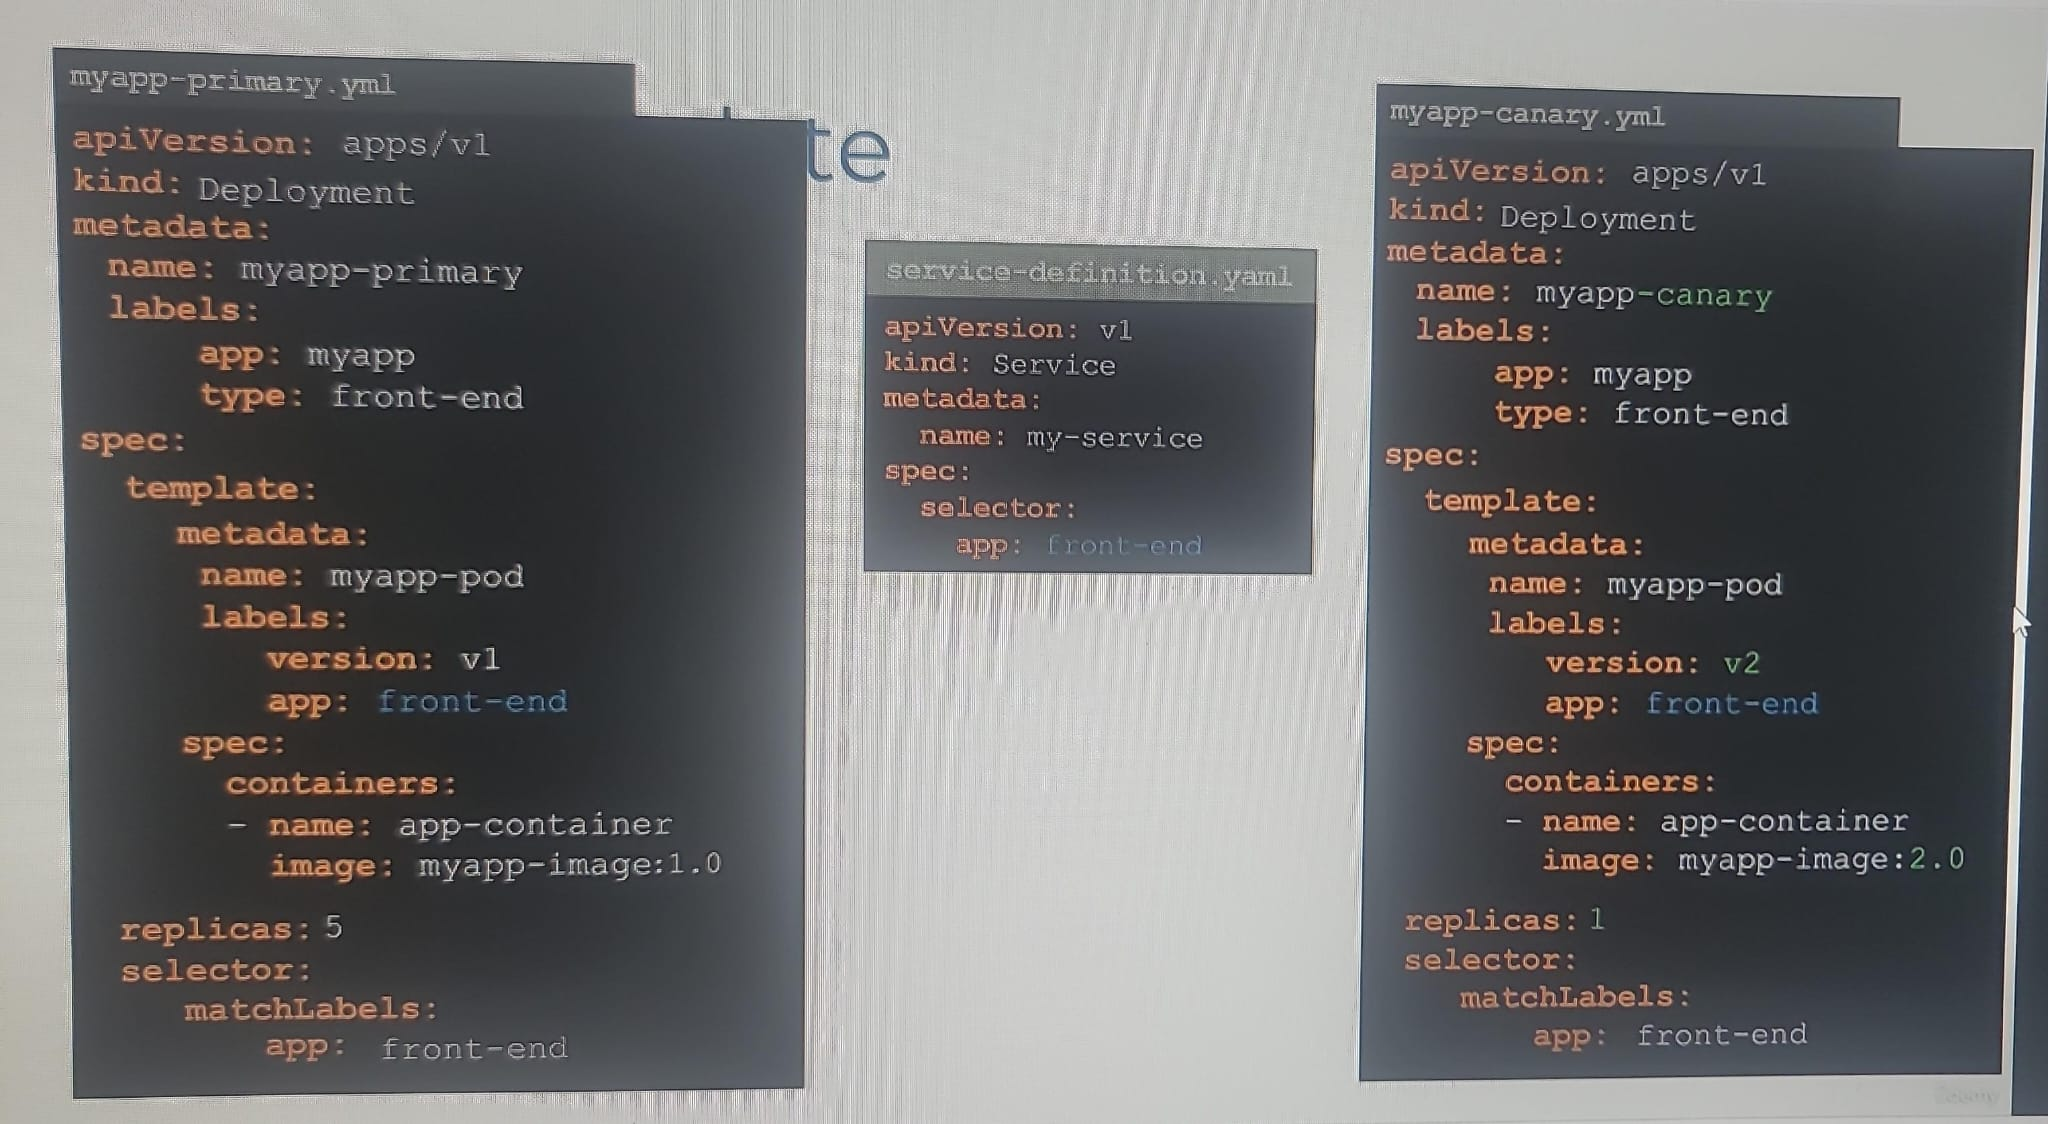 myapp-primary.yml
apiVersion: apps/v1
kind: Deployment
metadata:
name: myapp-primary
labels:
app: myapp
type: front-end
spec:
template:
metadata:
name: myapp-pod
labels:
version: v1
app: front-end
spec:
containers:
- name: app-container
image: myapp-image:1.0
replicas: 5
selector:
matchLabels:
app: front-end
te
service-definition.yaml
apiVersion: v1
kind: Service
metadata:
name: my-service
spec:
selector:
app: front-end
myapp-canary.yml
apiVersion: apps/v1
kind: Deployment
metadata:
name: myapp-canary
labels:
app: myapp
type: front-end
spec:
template:
metadata:
name: myapp-pod
labels:
version: v2
app: front-end
spec:
containers:
- name: app-container
image: myapp-image:2.0
replicas: 1
selector:
matchLabels:
app: front-end